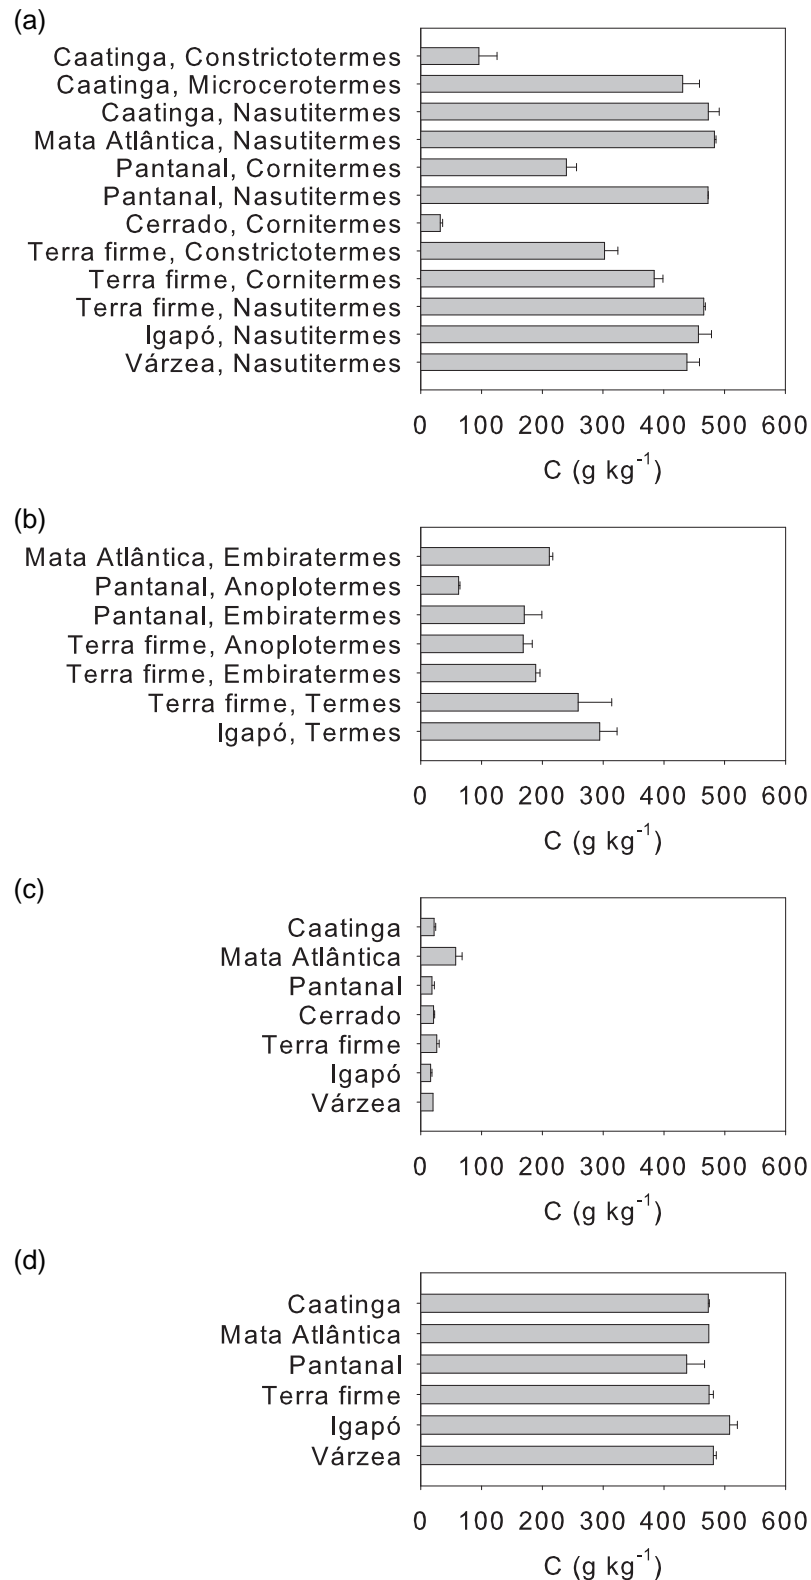 (a)
Caatinga, Constrictotermes
Caatinga, Microcerotermes
Caatinga, Nasutitermes
Mata Atlântica, Nasutitermes
Pantanal, Cornitermes
Pantanal, Nasutitermes
Cerrado, Cornitermes
Terra firme, Constrictotermes
Terra firme, Cornitermes
Terra firme, Nasutitermes
Igapó, Nasutitermes
Várzea, Nasutitermes
0 100 200 300 400 500 600
C (g kg⁻¹)
(b)
Mata Atlântica, Embiratermes
Pantanal, Anoplotermes
Pantanal, Embiratermes
Terra firme, Anoplotermes
Terra firme, Embiratermes
Terra firme, Termes
Igapó, Termes
0 100 200 300 400 500 600
C (g kg⁻¹)
(c)
Caatinga
Mata Atlântica
Pantanal
Cerrado
Terra firme
Igapó
Várzea
0 100 200 300 400 500 600
C (g kg⁻¹)
(d)
Caatinga
Mata Atlântica
Pantanal
Terra firme
Igapó
Várzea
0 100 200 300 400 500 600
C (g kg⁻¹)